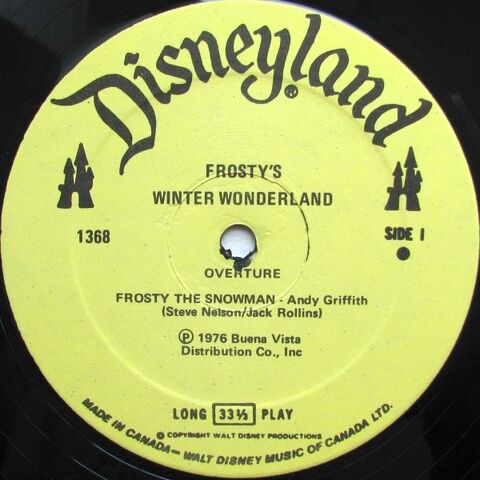 Disneyland®
FROSTY'S
WINTER WONDERLAND
1368
SIDE 1
OVERTURE
FROSTY THE SNOWMAN - Andy Griffith
(Steve Nelson/Jack Rollins)
Ⓟ 1976 Buena Vista
Distribution Co., Inc
LONG 33⅓ PLAY
© COPYRIGHT WALT DISNEY PRODUCTIONS
MADE IN CANADA — WALT DISNEY MUSIC OF CANADA LTD.